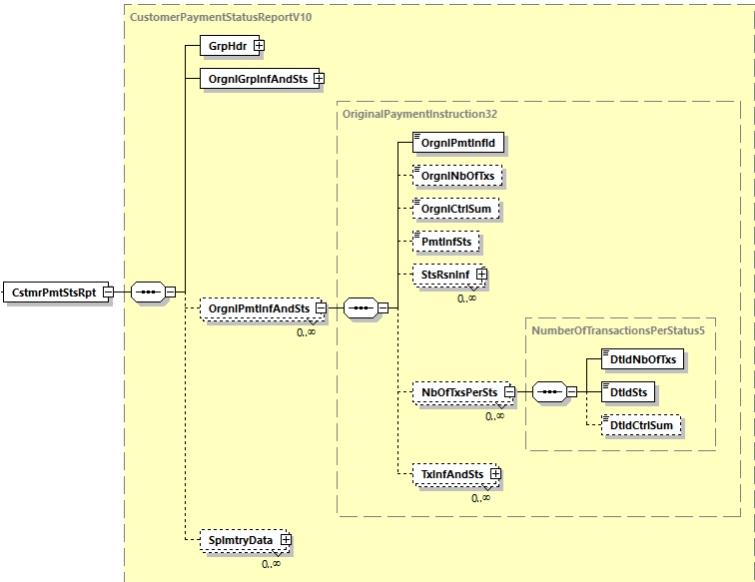 CustomerPaymentStatusReportV10
GrpHdr
OrgnlGrpInfAndSts
OriginalPaymentInstruction32
OrgnlPmtInfId
OrgnlNbOfTxs
OrgnlCtrlSum
PmtInfSts
StsRsnInf
0..∞
CstmrPmtStsRpt
OrgnlPmtInfAndSts
0..∞
NumberOfTransactionsPerStatus5
DtldNbOfTxs
NbOfTxsPerSts
0..∞
DtldSts
DtldCtrlSum
TxInfAndSts
0..∞
SplmtryData
0..∞